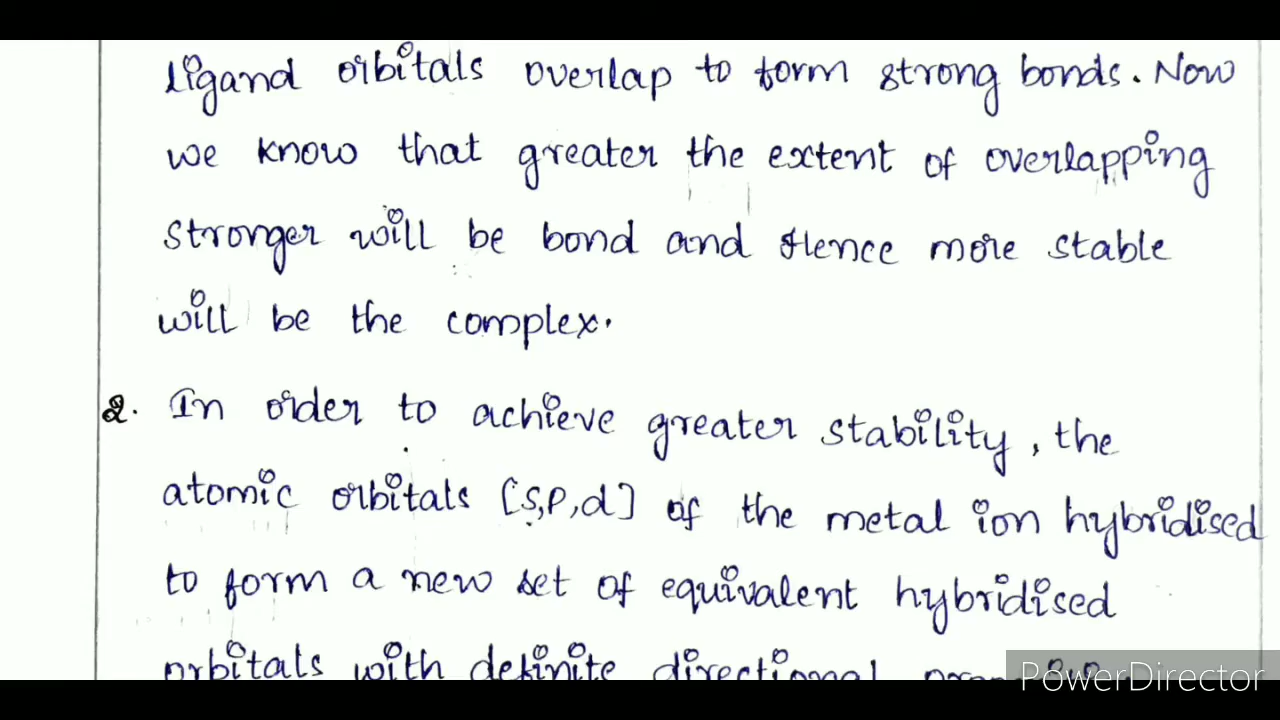 ligand orbitals overlap to form strong bonds. Now
we know that greater the extent of overlapping
stronger will be bond and Hence more stable
will be the complex.
2. In order to achieve greater stability, the
atomic orbitals [s,p,d] of the metal ion hybridised
to form a new set of equivalent hybridised
orbitals with definite directional
PowerDirector